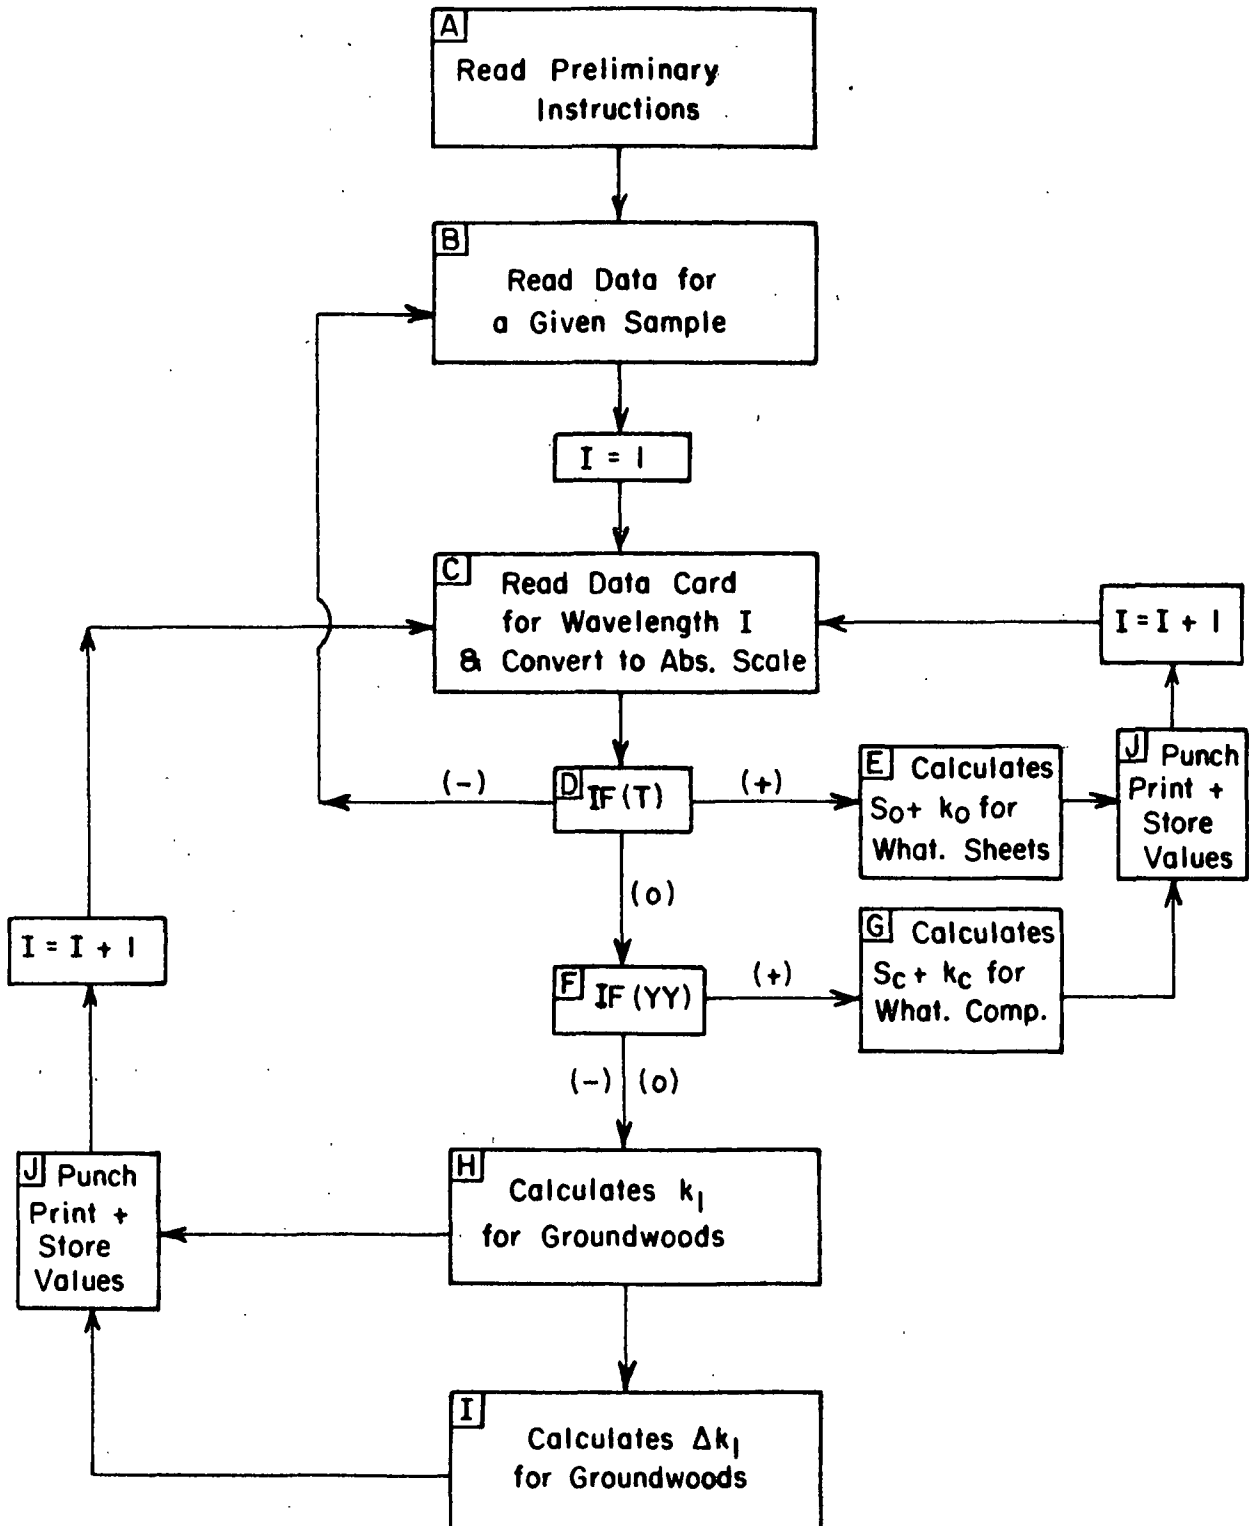 A
Read Preliminary
Instructions
B
Read Data for
a Given Sample
I = 1
C
Read Data Card
for Wavelength I
& Convert to Abs. Scale
I = I + 1
D IF (T)
(-)
(+)
(o)
E Calculates
So + ko for
What. Sheets
J Punch
Print +
Store
Values
F IF (YY)
(+)
(-) (o)
G Calculates
Sc + kc for
What. Comp.
I = I + 1
H
Calculates k1
for Groundwoods
J Punch
Print +
Store
Values
I
Calculates Δk1
for Groundwoods